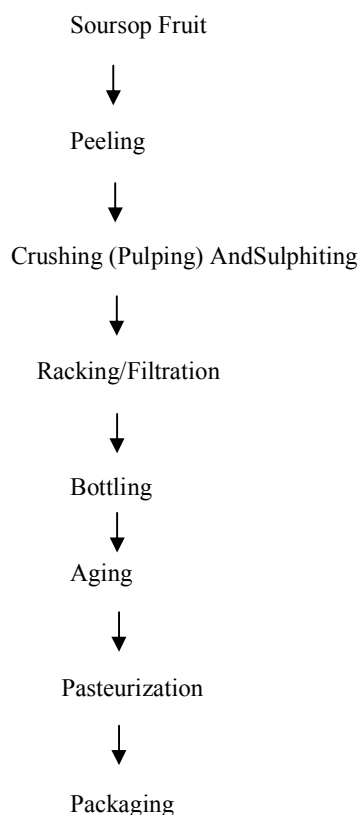 Soursop Fruit
Peeling
Crushing (Pulping) AndSulphiting
Racking/Filtration
Bottling
Aging
Pasteurization
Packaging